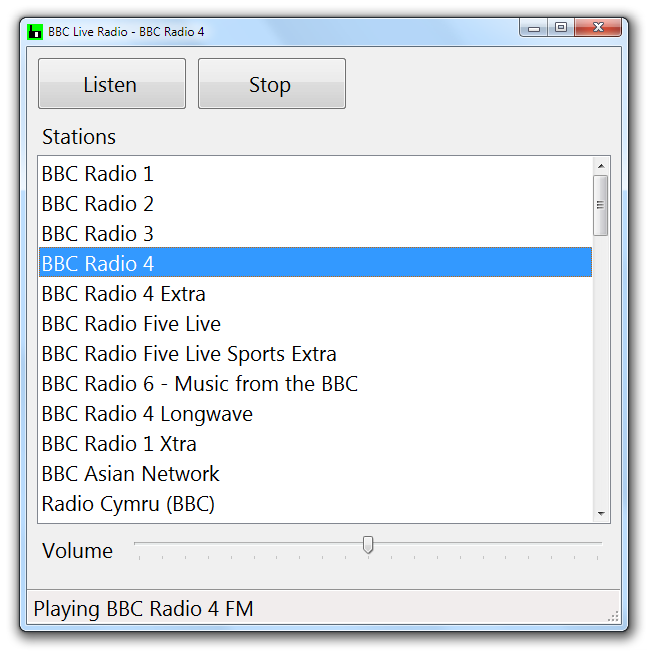 BBC Live Radio - BBC Radio 4
Listen Stop
Stations
BBC Radio 1
BBC Radio 2
BBC Radio 3
BBC Radio 4
BBC Radio 4 Extra
BBC Radio Five Live
BBC Radio Five Live Sports Extra
BBC Radio 6 - Music from the BBC
BBC Radio 4 Longwave
BBC Radio 1 Xtra
BBC Asian Network
Radio Cymru (BBC)
Volume
Playing BBC Radio 4 FM